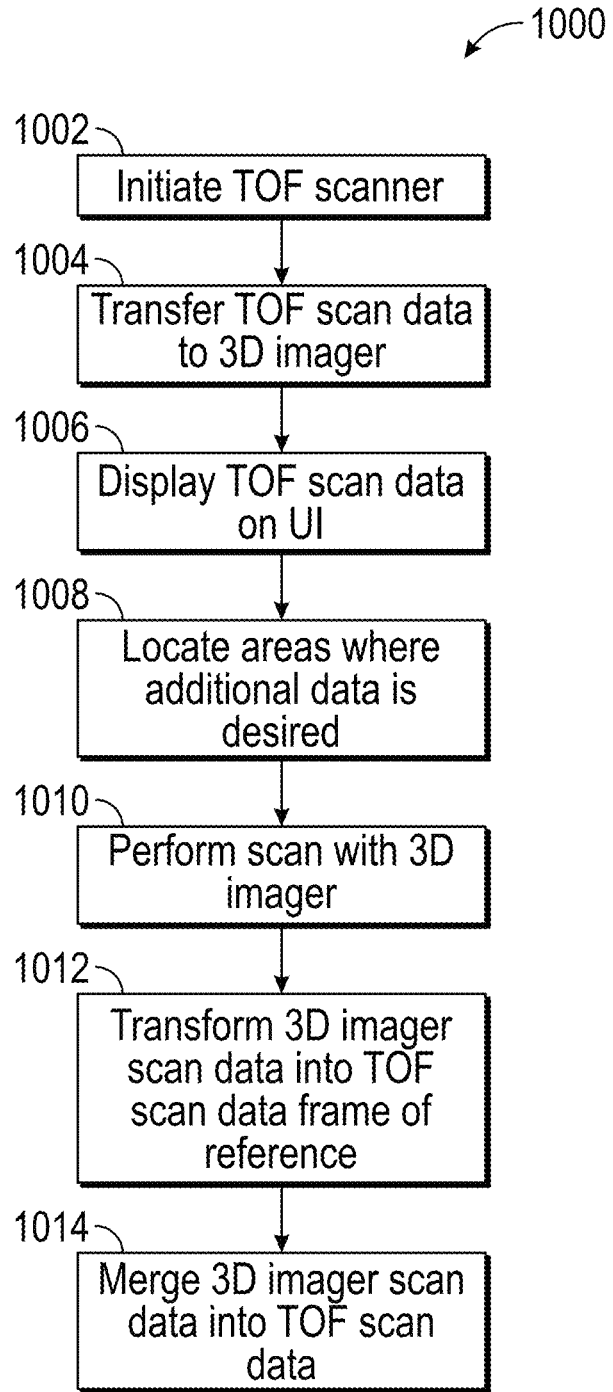 1000
1002
Initiate TOF scanner
1004
Transfer TOF scan data
to 3D imager
1006
Display TOF scan data
on UI
1008
Locate areas where
additional data is
desired
1010
Perform scan with 3D
imager
1012
Transform 3D imager
scan data into TOF
scan data frame of
reference
1014
Merge 3D imager scan
data into TOF scan
data